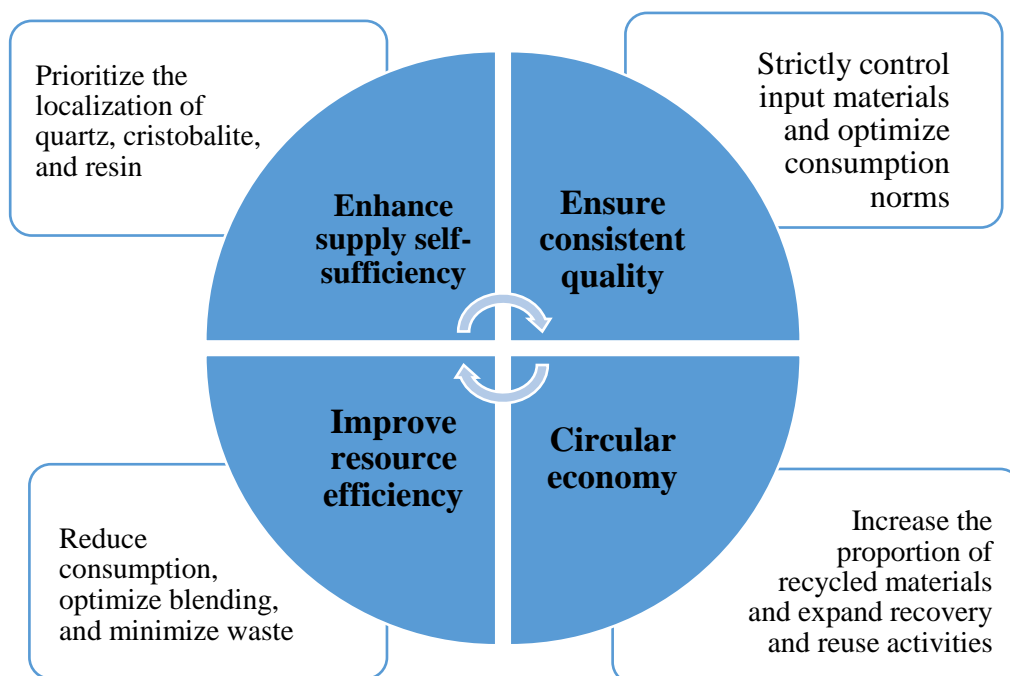 Prioritize the
localization of
quartz, cristobalite,
and resin
Enhance
supply self-
sufficiency
Ensure
consistent
quality
Strictly control
input materials
and optimize
consumption
norms
Reduce
consumption,
optimize blending,
and minimize waste
Improve
resource
efficiency
Circular
economy
Increase the
proportion of
recycled materials
and expand recovery
and reuse activities